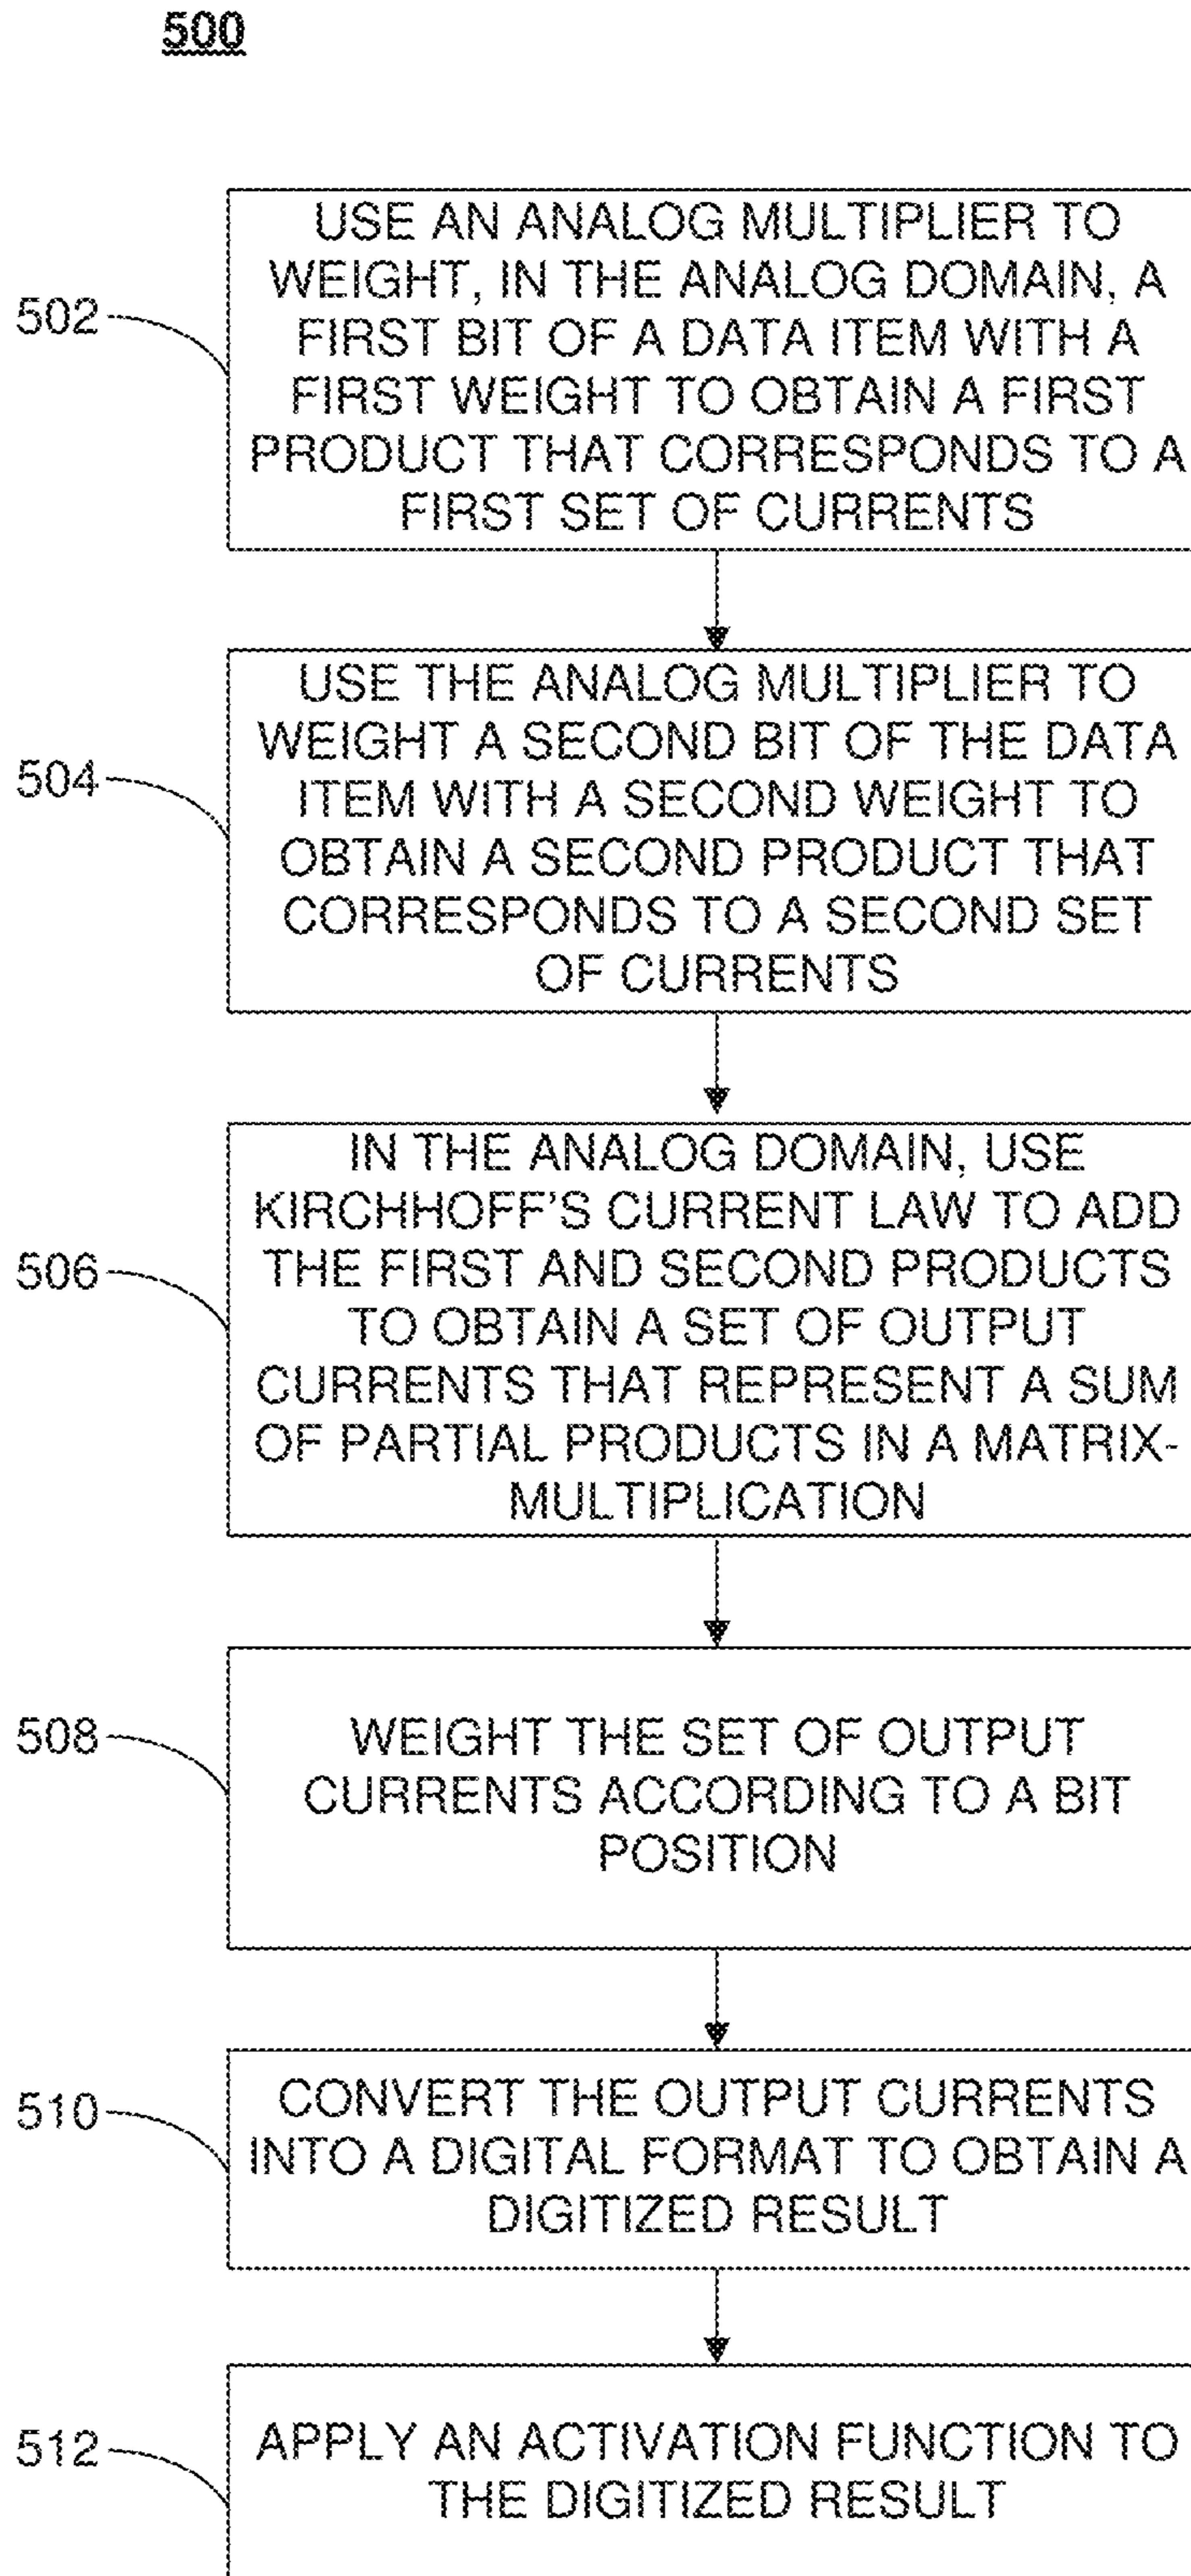 500
502
USE AN ANALOG MULTIPLIER TO
WEIGHT, IN THE ANALOG DOMAIN, A
FIRST BIT OF A DATA ITEM WITH A
FIRST WEIGHT TO OBTAIN A FIRST
PRODUCT THAT CORRESPONDS TO A
FIRST SET OF CURRENTS
504
USE THE ANALOG MULTIPLIER TO
WEIGHT A SECOND BIT OF THE DATA
ITEM WITH A SECOND WEIGHT TO
OBTAIN A SECOND PRODUCT THAT
CORRESPONDS TO A SECOND SET
OF CURRENTS
506
IN THE ANALOG DOMAIN, USE
KIRCHHOFF'S CURRENT LAW TO ADD
THE FIRST AND SECOND PRODUCTS
TO OBTAIN A SET OF OUTPUT
CURRENTS THAT REPRESENT A SUM
OF PARTIAL PRODUCTS IN A MATRIX-
MULTIPLICATION
508
WEIGHT THE SET OF OUTPUT
CURRENTS ACCORDING TO A BIT
POSITION
510
CONVERT THE OUTPUT CURRENTS
INTO A DIGITAL FORMAT TO OBTAIN A
DIGITIZED RESULT
512
APPLY AN ACTIVATION FUNCTION TO
THE DIGITIZED RESULT